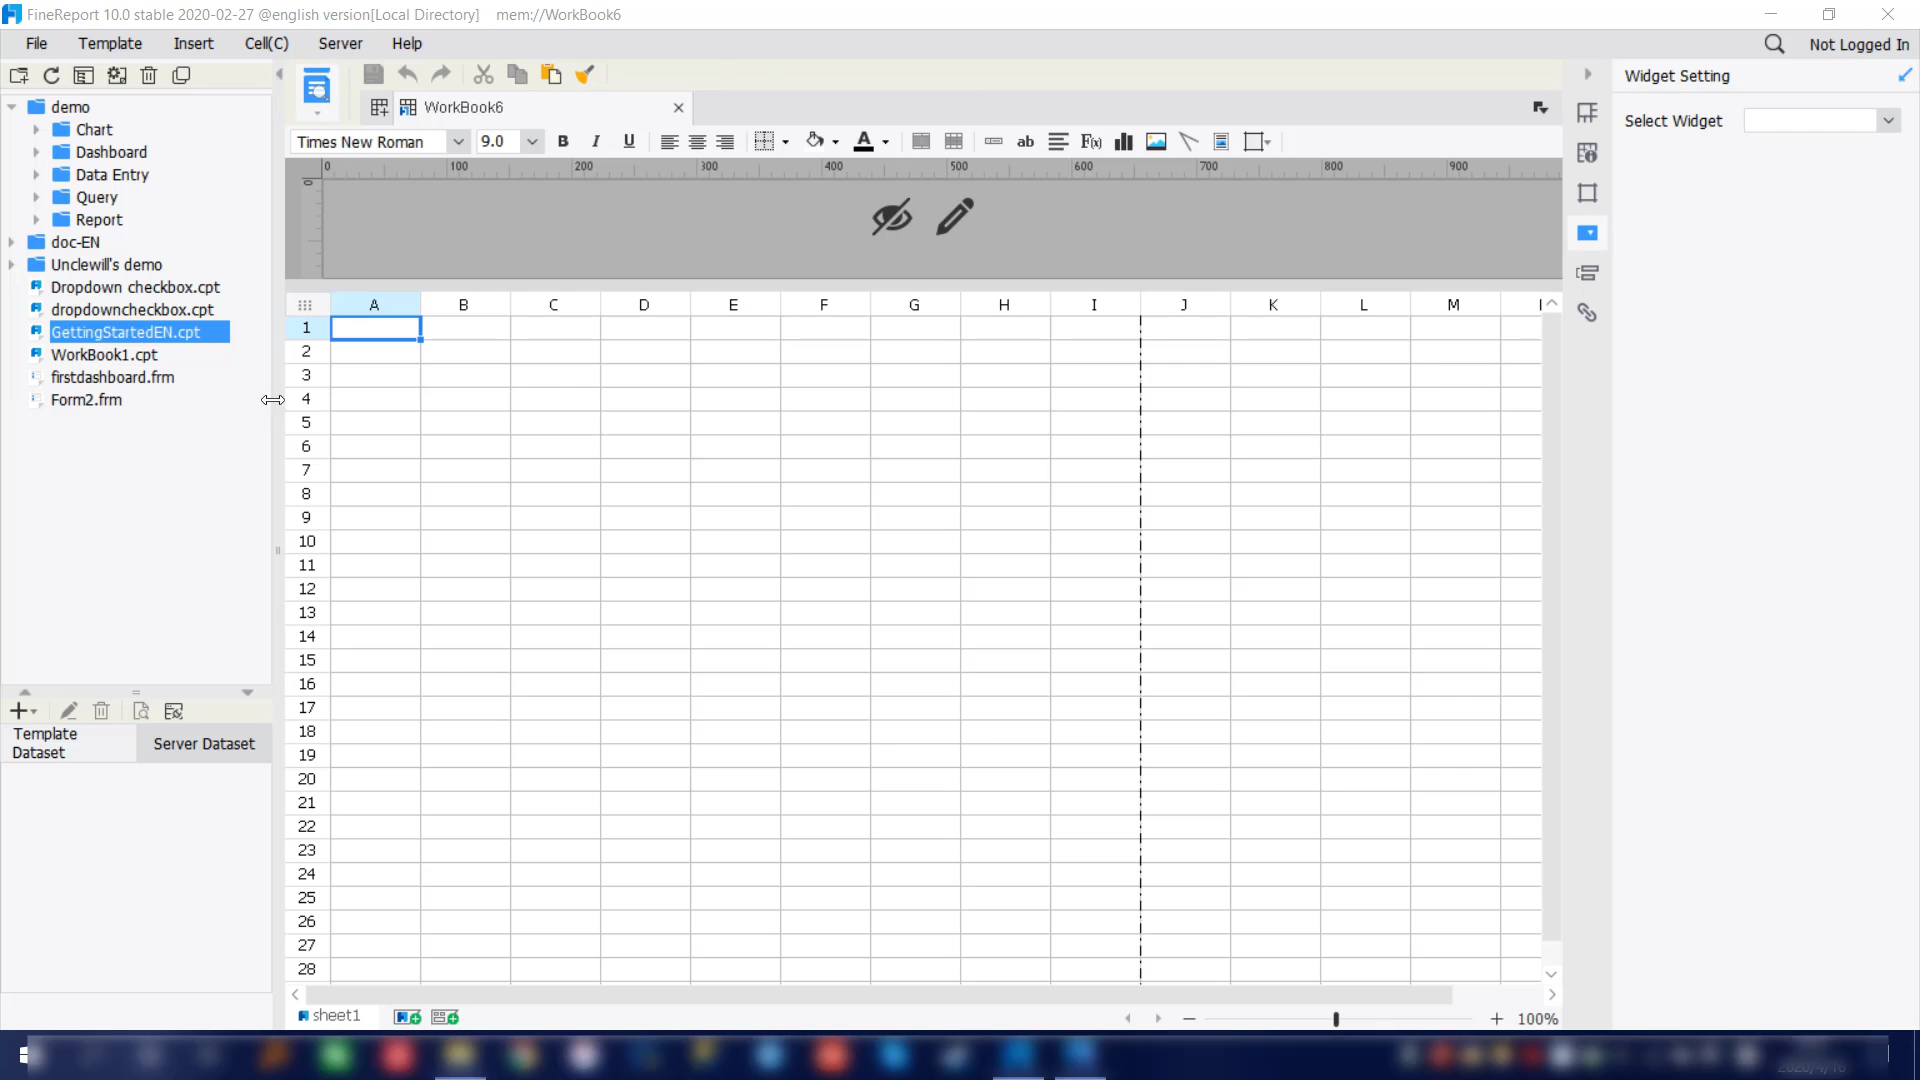 FineReport 10.0 stable 2020-02-27 @english version[Local Directory]    mem://WorkBook6
File Template Insert Cell(C) Server Help Not Logged In
WorkBook6
Times New Roman 9.0 B I U A ab F(x)
0 100 200 300 400 500 600 700 800 900
0
demo
Chart
Dashboard
Data Entry
Query
Report
doc-EN
Unclewill's demo
Dropdown checkbox.cpt
dropdowncheckbox.cpt
GettingStartedEN.cpt
WorkBook1.cpt
firstdashboard.frm
Form2.frm
Template
Dataset
Server Dataset
A B C D E F G H I J K L M
1
2
3
4
5
6
7
8
9
10
11
12
13
14
15
16
17
18
19
20
21
22
23
24
25
26
27
28
sheet1
100%
Widget Setting
Select Widget